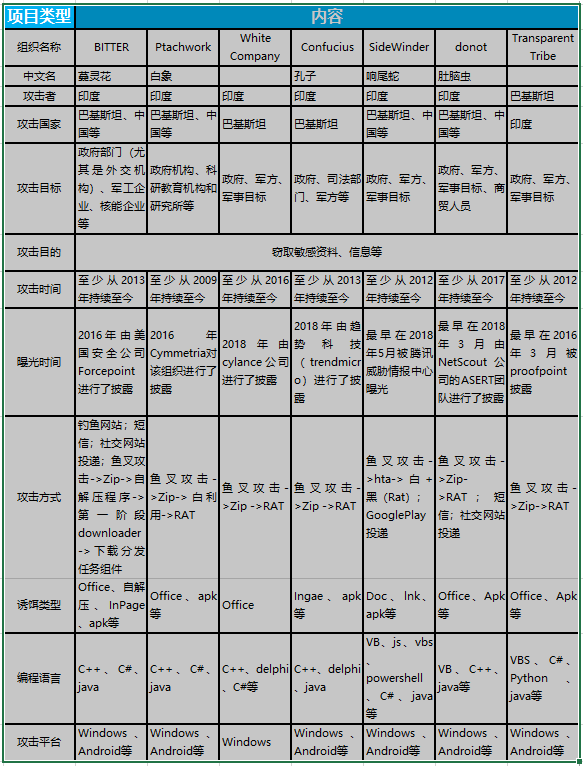 项目类型 内容
组织名称 BITTER Ptachwork White Company Confucius SideWinder donot Transparent Tribe
中文名 蔓灵花 白象 孔子 响尾蛇 肚脑虫
攻击者 印度 印度 印度 印度 印度 印度 巴基斯坦
攻击国家 巴基斯坦、中国等 巴基斯坦、中国等 巴基斯坦 巴基斯坦 巴基斯坦、中国等 巴基斯坦、中国等 印度
攻击目标 政府部门（尤其是外交机构）、军工企业、核能企业等 政府机构、科研教育机构和研究所等 政府、军方、军事目标 政府、司法部门、军方等 政府、军方、军事目标 政府、军方、军事目标、商贸人员 政府、军方、军事目标
攻击目的 窃取敏感资料、信息等
攻击时间 至少从2013年持续至今 至少从2009年持续至今 至少从2016年持续至今 至少从2013年持续至今 至少从2012年持续至今 至少从2017年持续至今 至少从2012年持续至今
曝光时间 2016年由美国安全公司Forcepoint进行了披露 2016年Cymmetria对该组织进行了披露 2018年由cylance公司进行了披露 2018年由趋势科技（trendmicro）进行了披露 最早在2018年5月被腾讯威胁情报中心曝光 最早在2018年3月由NetScout公司的ASERT团队进行了披露 最早在2016年3月被proofpoint披露
攻击方式 钓鱼网站；短信；社交网站投递；鱼叉攻击->Zip->自解压程序->第一阶段downloader->下载分发任务组件 鱼叉攻击->Zip->白利用->RAT 鱼叉攻击->Zip ->RAT 鱼叉攻击->Zip ->RAT 鱼叉攻击->hta->白+黑（Rat)；GooglePlay投递 鱼叉攻击->Zip->RAT；短信；社交网站投递 鱼叉攻击->Zip ->RAT
诱饵类型 Office、自解压、InPage、apk等 Office、apk等 Office Ingae、apk等 Doc、lnk、apk等 Office、Apk等 Office、Apk等
编程语言 C++、C#、java C++、C#、java C++、delphi、C#等 C++、delphi、java VB、js、vbs、powershell、C#、java等 VB、C++、java等 VBS、C#、Python、java等
攻击平台 Windows、Android等 Windows、Android等 Windows Windows、Android等 Windows、Android等 Windows、Android等 Windows、Android等